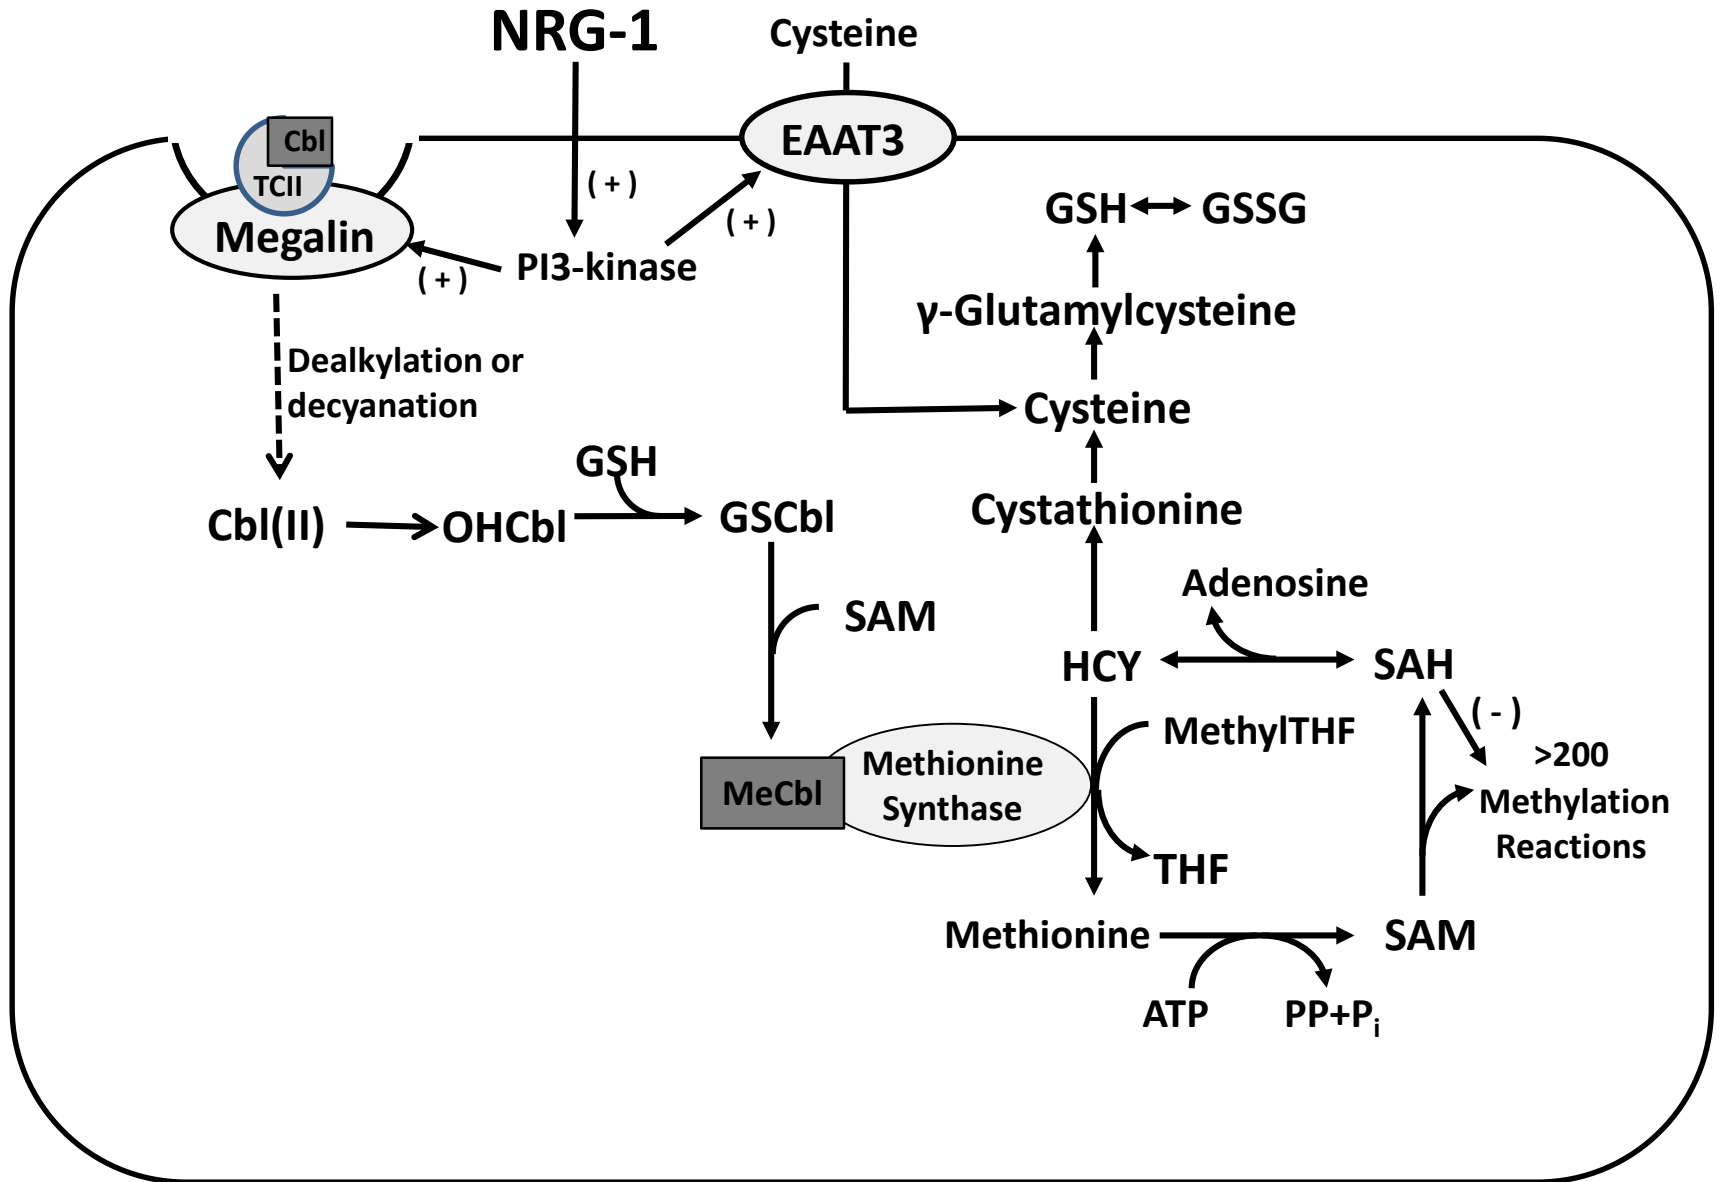 NRG-1
Cysteine
Cbl
TCII
Megalin
EAAT3
( + )
( + )
( + )
PI3-kinase
GSH
GSSG
γ-Glutamylcysteine
Dealkylation or
decyanation
Cysteine
GSH
Cbl(II)
OHCbl
GSCbl
Cystathionine
SAM
Adenosine
HCY
SAH
( - )
MethylTHF
>200
Methylation
Reactions
MeCbl
Methionine
Synthase
THF
Methionine
SAM
ATP
PP+Pi